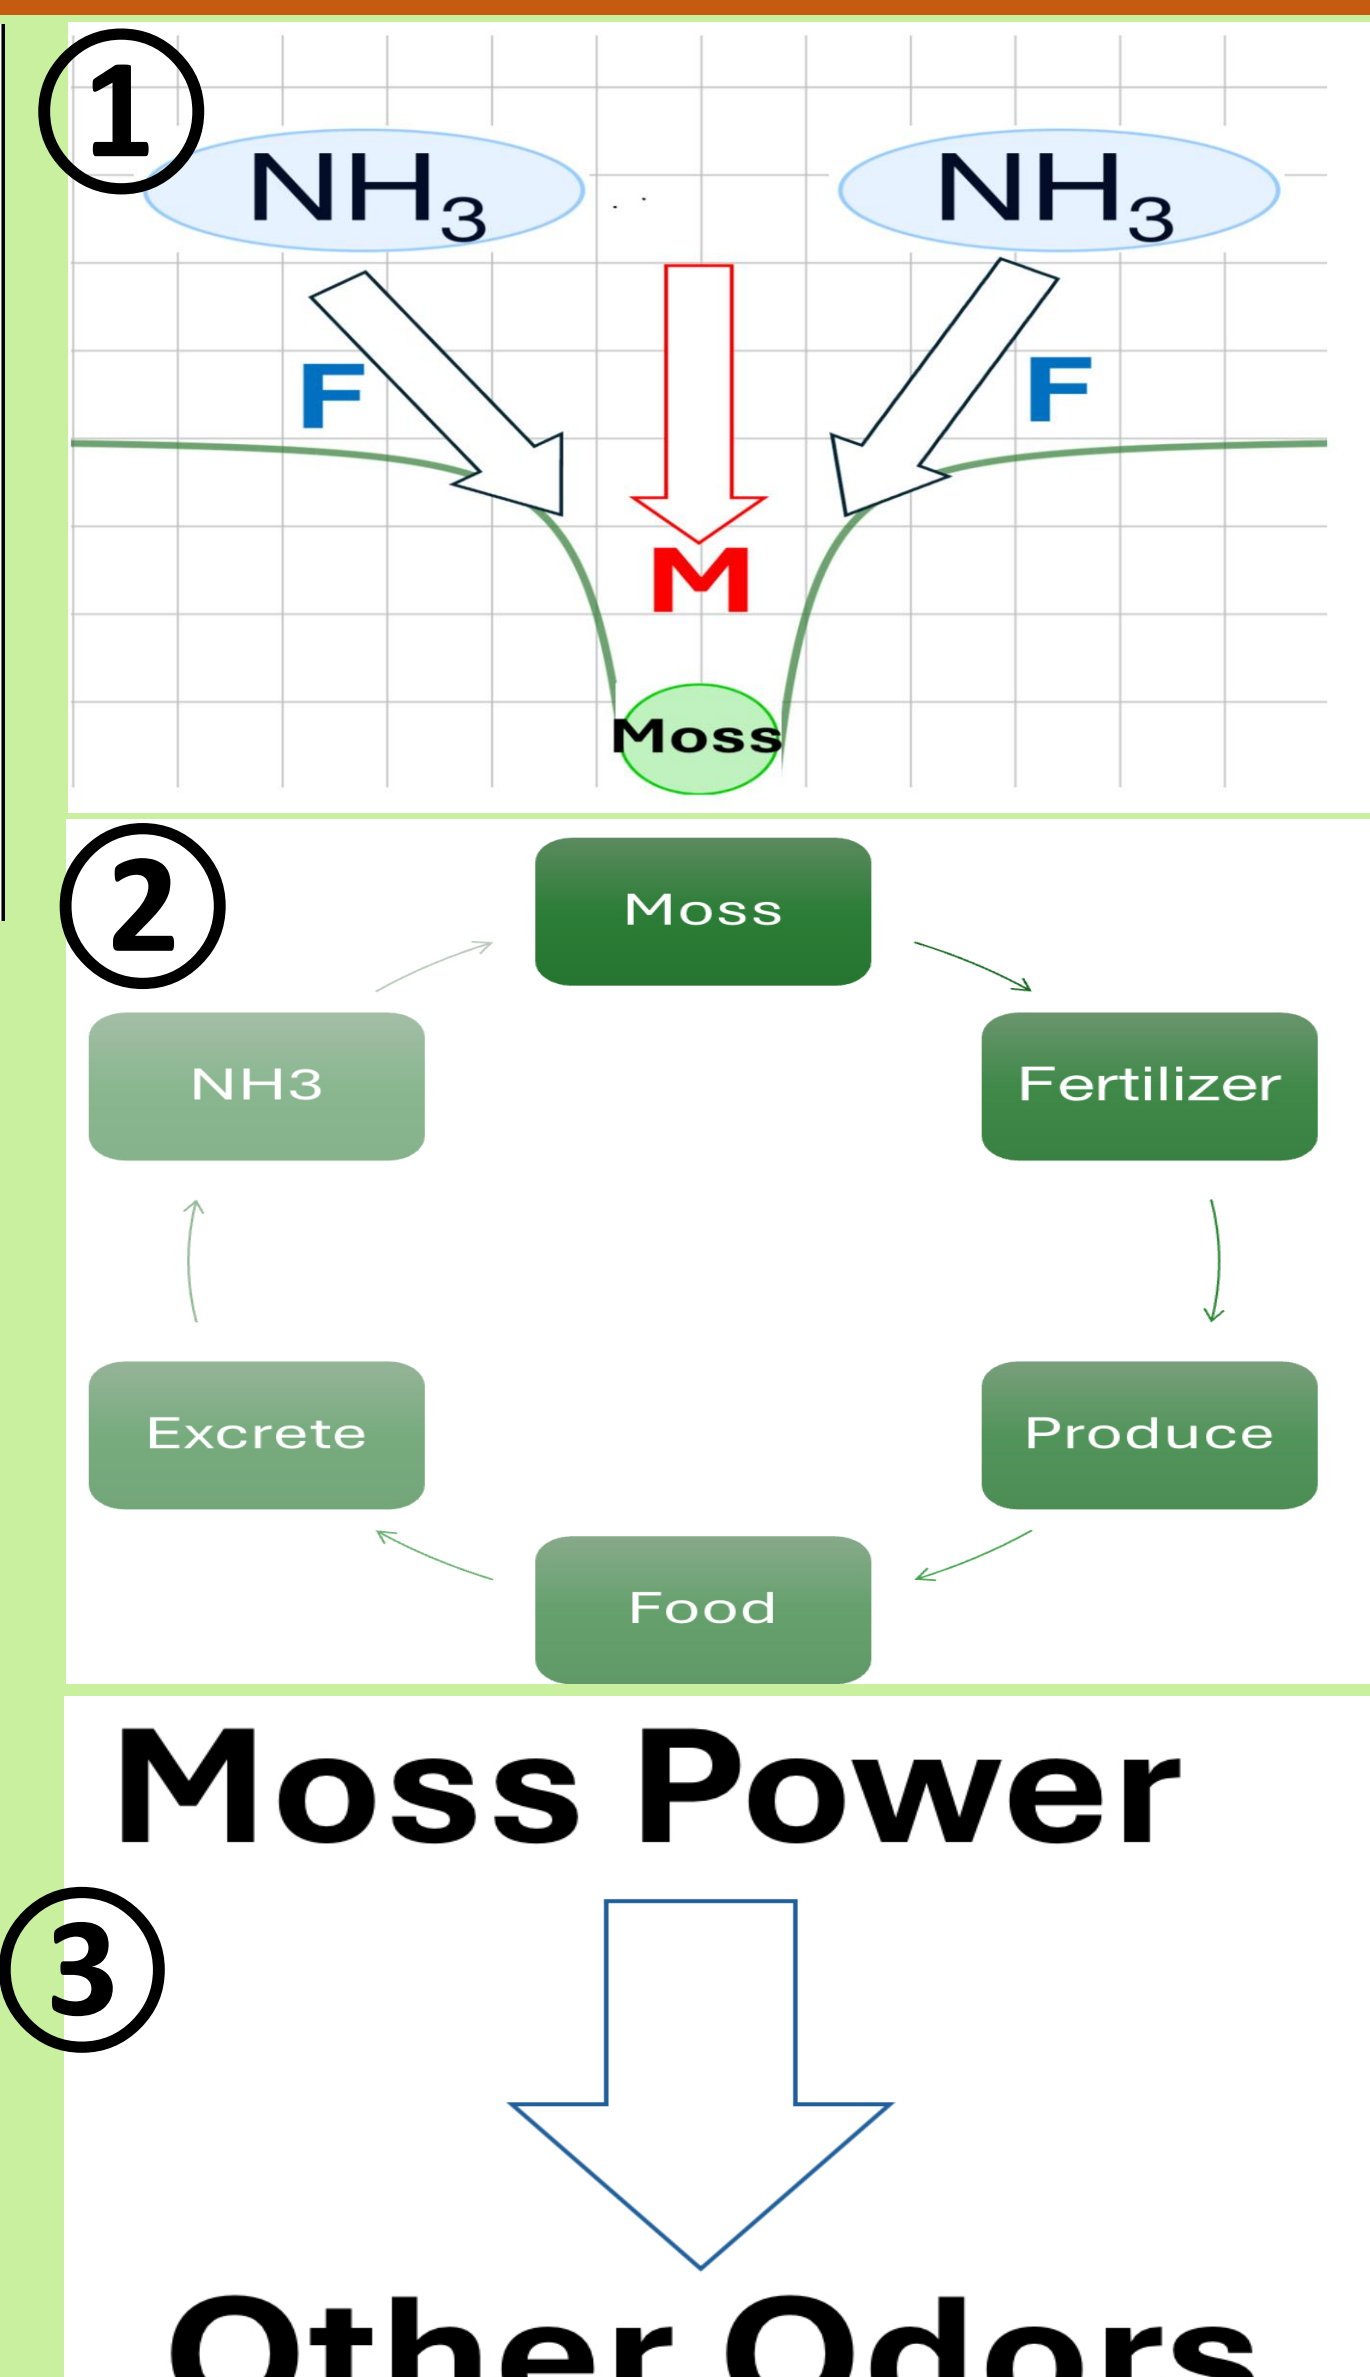 ①
NH₃ NH₃
F F
M
Moss
②
Moss
NH3 Fertilizer
Excrete Produce
Food
Moss Power
③
Other Odors